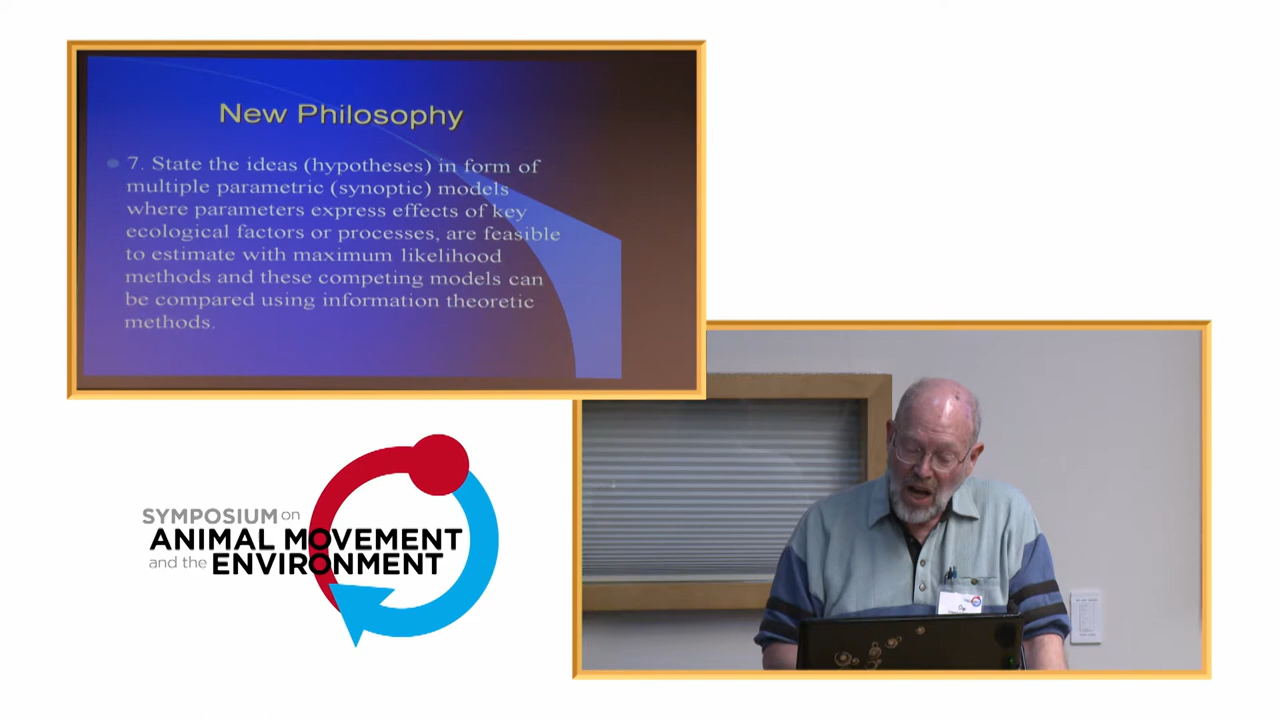 New Philosophy
7. State the ideas (hypotheses) in form of
multiple parametric (synoptic) models
where parameters express effects of key
ecological factors or processes, are feasible
to estimate with maximum likelihood
methods and these competing models can
be compared using information theoretic
methods.
SYMPOSIUM on
ANIMAL MOVEMENT
and the ENVIRONMENT